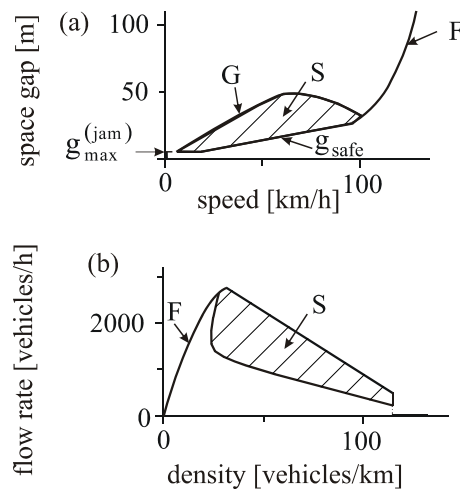 (a)
space gap [m]
100
50
0
100
F
G
S
g_safe
g_max^(jam)
speed [km/h]
(b)
flow rate [vehicles/h]
2000
0
F
S
0
100
density [vehicles/km]